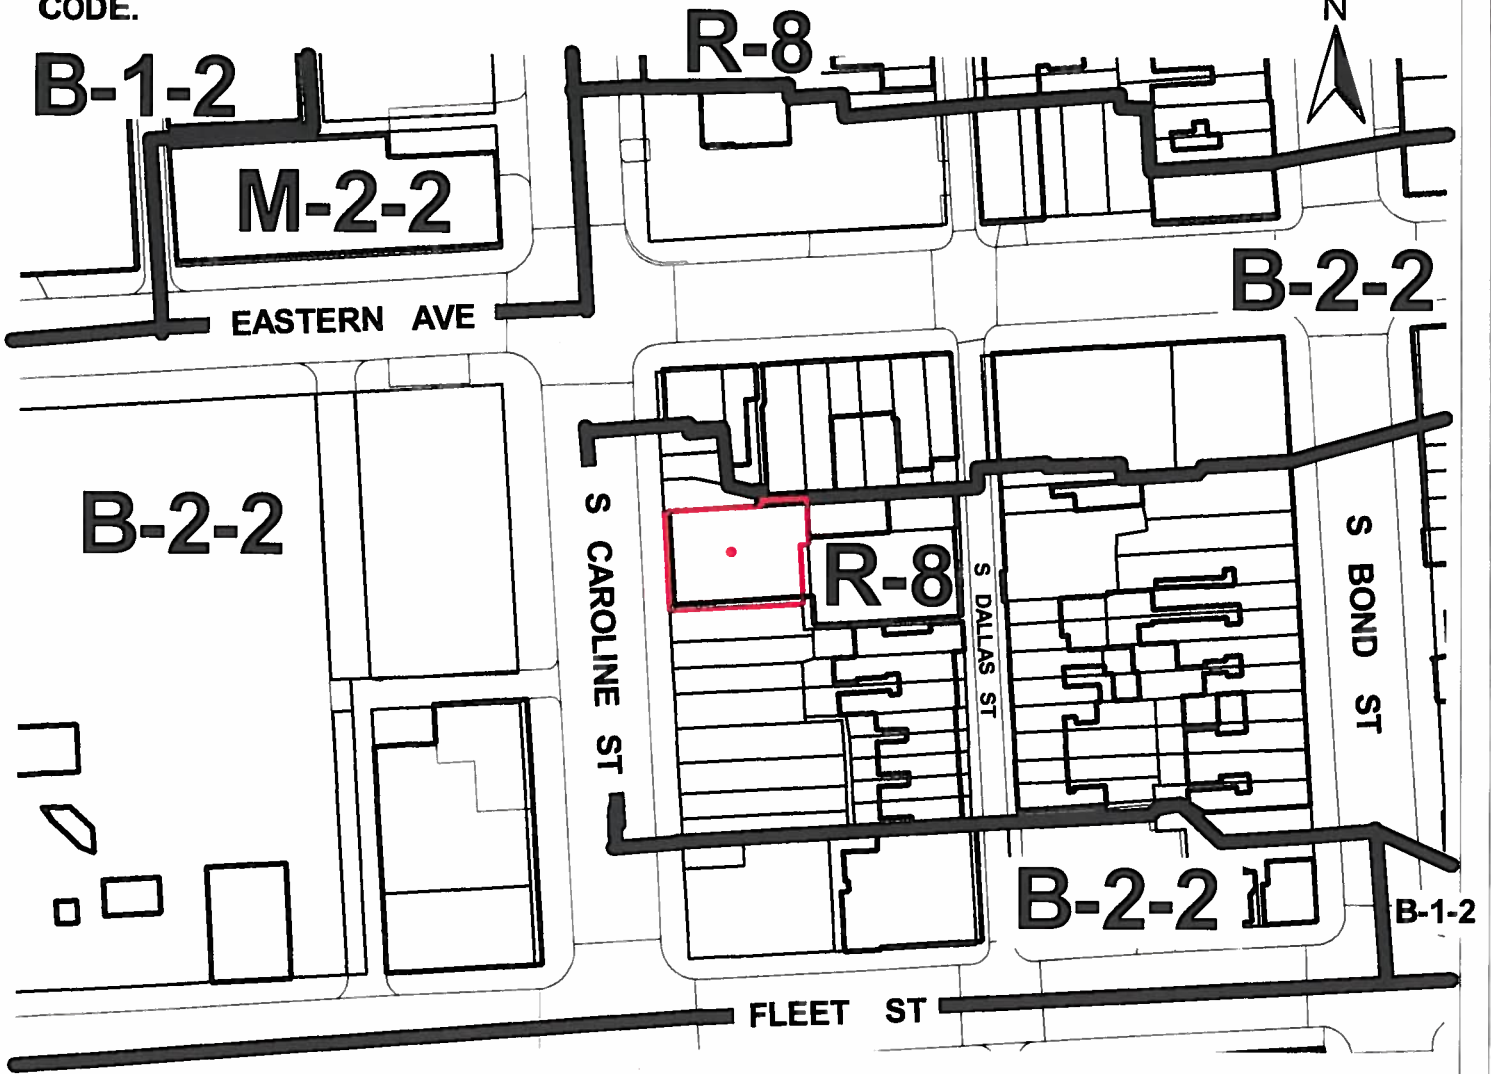 CODE.
N
R-8
B-1-2
M-2-2
B-2-2
EASTERN AVE
B-2-2
R-8
S CAROLINE ST
S DALLAS ST
S BOND ST
B-2-2
B-1-2
FLEET ST